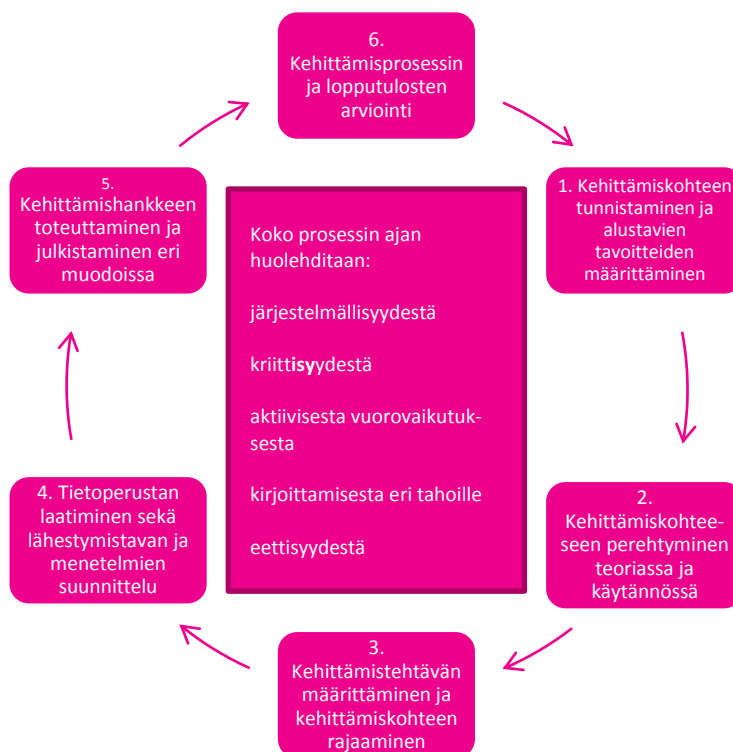 6.
Kehittämisprosessin
ja lopputulosten
arviointi
1. Kehittämiskohteen
tunnistaminen ja
alustavien
tavoitteiden
määrittäminen
2.
Kehittämiskohtee-
seen perehtyminen
teoriassa ja
käytännössä
3.
Kehittämistehtävän
määrittäminen ja
kehittämiskohteen
rajaaminen
4. Tietoperustan
laatiminen sekä
lähestymistavan ja
menetelmien
suunnittelu
5.
Kehittämishankkeen
toteuttaminen ja
julkistaminen eri
muodoissa
Koko prosessin ajan
huolehditaan:
järjestelmällisyydestä
kriittisyydestä
aktiivisesta vuorovaikutuk-
sesta
kirjoittamisesta eri tahoille
eettisyydestä